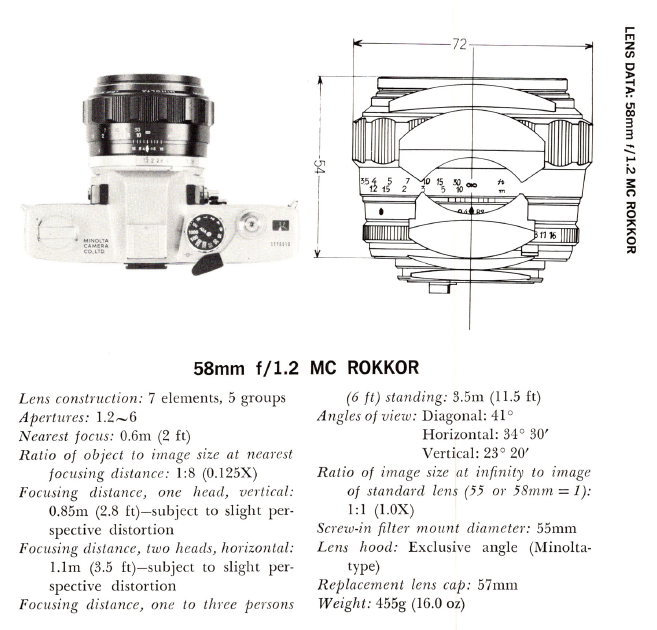 LENS DATA: 58mm f/1.2 MC ROKKOR
72
54
MINOLTA
CAMERA
CO., LTD.
3.5 4 5 7 10 15 30 ∞ ft
1.2 1.5 2 3 5 10 m
8 11 16
58mm f/1.2 MC ROKKOR
Lens construction: 7 elements, 5 groups
Apertures: 1.2~6
Nearest focus: 0.6m (2 ft)
Ratio of object to image size at nearest
focusing distance: 1:8 (0.125X)
Focusing distance, one head, vertical:
0.85m (2.8 ft)—subject to slight per-
spective distortion
Focusing distance, two heads, horizontal:
1.1m (3.5 ft)—subject to slight per-
spective distortion
Focusing distance, one to three persons
(6 ft) standing: 3.5m (11.5 ft)
Angles of view: Diagonal: 41°
Horizontal: 34° 30′
Vertical: 23° 20′
Ratio of image size at infinity to image
of standard lens (55 or 58mm = 1):
1:1 (1.0X)
Screw-in filter mount diameter: 55mm
Lens hood: Exclusive angle (Minolta-
type)
Replacement lens cap: 57mm
Weight: 455g (16.0 oz)